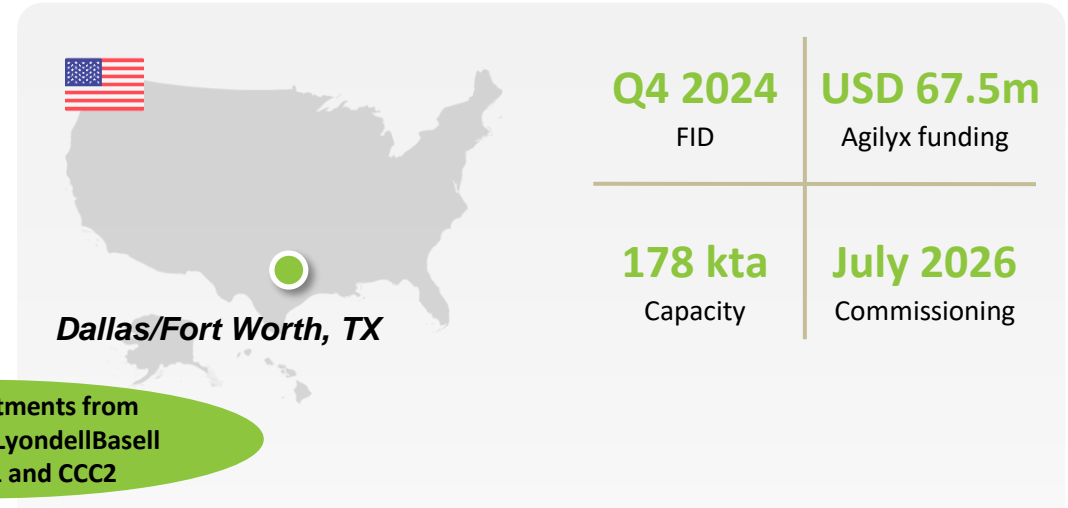 Q4 2024
FID
USD 67.5m
Agilyx funding
178 kta
Capacity
July 2026
Commissioning
Dallas/Fort Worth, TX
from
LyondellBasell
and CCC2